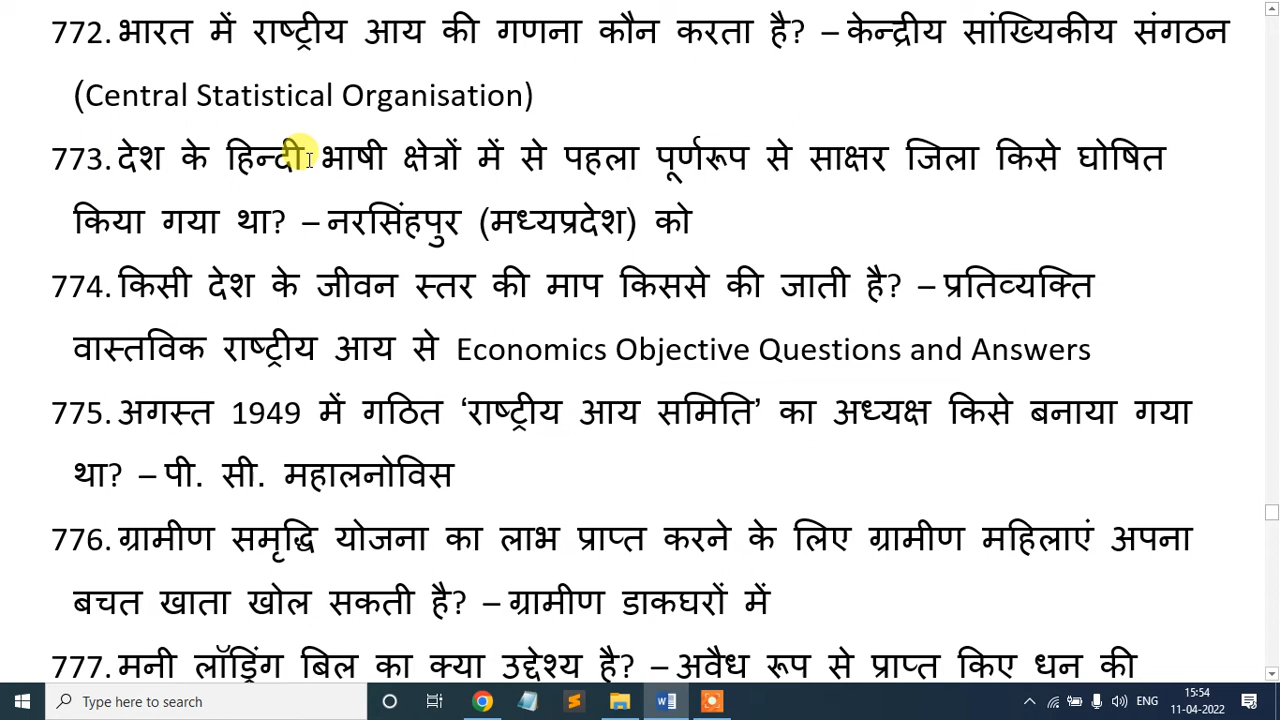 772. भारत में राष्ट्रीय आय की गणना कौन करता है? – केन्द्रीय सांख्यिकीय संगठन
(Central Statistical Organisation)
773. देश के हिन्दी भाषी क्षेत्रों में से पहला पूर्णरूप से साक्षर जिला किसे घोषित
किया गया था? – नरसिंहपुर (मध्यप्रदेश) को
774. किसी देश के जीवन स्तर की माप किससे की जाती है? – प्रतिव्यक्ति
वास्तविक राष्ट्रीय आय से Economics Objective Questions and Answers
775. अगस्त 1949 में गठित ‘राष्ट्रीय आय समिति’ का अध्यक्ष किसे बनाया गया
था? – पी. सी. महालनोविस
776. ग्रामीण समृद्धि योजना का लाभ प्राप्त करने के लिए ग्रामीण महिलाएं अपना
बचत खाता खोल सकती है? – ग्रामीण डाकघरों में
777. मनी लॉड्रिंग बिल का क्या उद्देश्य है? – अवैध रूप से प्राप्त किए धन की
Type here to search
ENG
15:54
11-04-2022